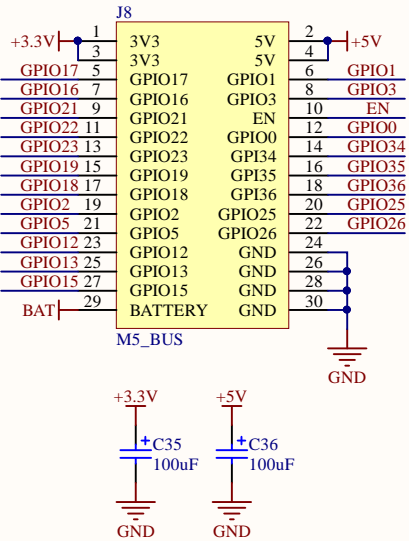 J8
+3.3V 1 3V3 5V 2 +5V
3 3V3 5V 4
GPIO17 5 GPIO17 GPIO1 6 GPIO1
GPIO16 7 GPIO16 GPIO3 8 GPIO3
GPIO21 9 GPIO21 EN 10 EN
GPIO22 11 GPIO22 GPIO0 12 GPIO0
GPIO23 13 GPIO23 GPI34 14 GPIO34
GPIO19 15 GPIO19 GPI35 16 GPIO35
GPIO18 17 GPIO18 GPI36 18 GPIO36
GPIO2 19 GPIO2 GPIO25 20 GPIO25
GPIO5 21 GPIO5 GPIO26 22 GPIO26
GPIO12 23 GPIO12 GND 24
GPIO13 25 GPIO13 GND 26
GPIO15 27 GPIO15 GND 28
BAT 29 BATTERY GND 30
M5_BUS
GND
+3.3V +5V
+ C35 + C36
100uF 100uF
GND GND